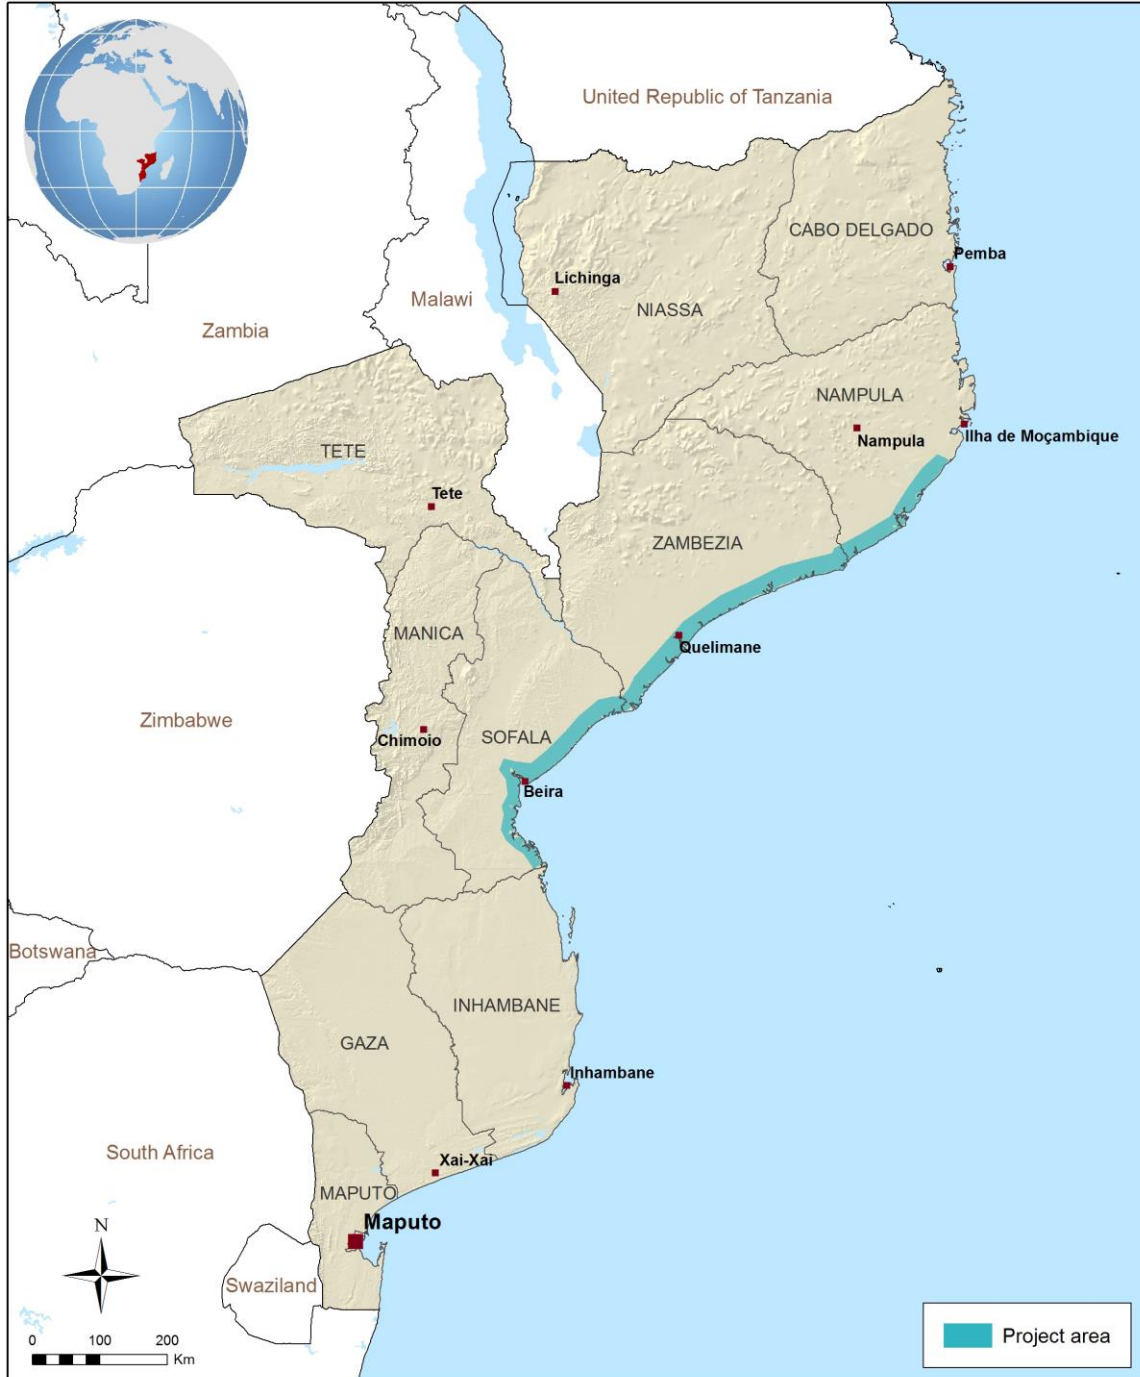 United Republic of Tanzania
CABO DELGADO
Pemba
Lichinga
Malawi
NIASSA
Zambia
NAMPULA
Nampula
Ilha de Moçambique
TETE
Tete
ZAMBEZIA
MANICA
Quelimane
Zimbabwe
Chimoio
SOFALA
Beira
Botswana
INHAMBANE
GAZA
Inhambane
South Africa
Xai-Xai
MAPUTO
Maputo
N
Swaziland
0 100 200
Km
Project area